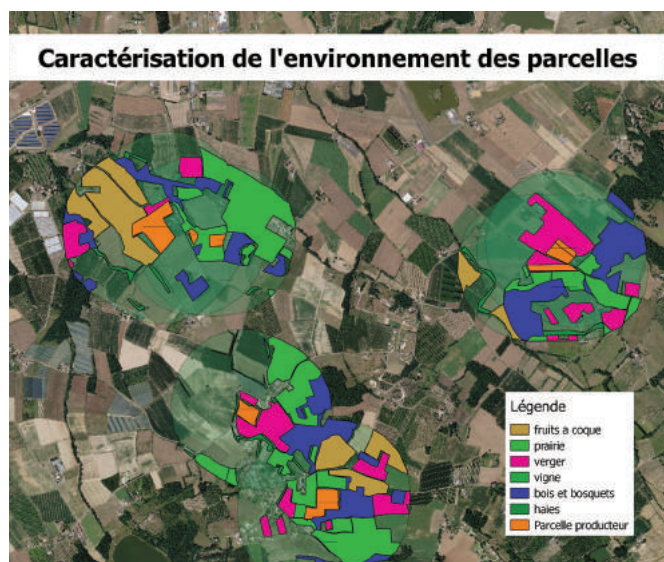 Caractérisation de l'environnement des parcelles
Légende
fruits a coque
prairie
verger
vigne
bois et bosquets
haies
Parcelle producteur